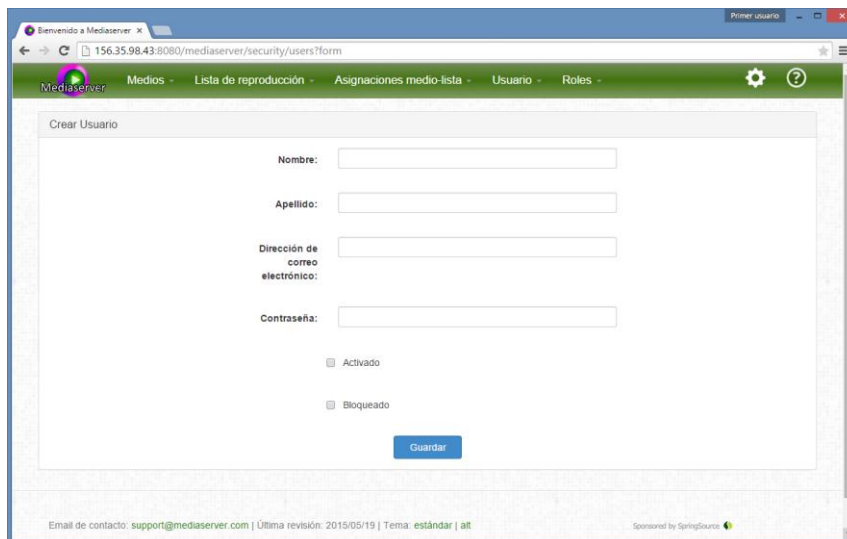 Primer usuario
Bienvenido a Mediaserver
156.35.98.43:8080/mediaserver/security/users?form
Mediaserver Medios Lista de reproducción Asignaciones medio-lista Usuario Roles
Crear Usuario
Nombre:
Apellido:
Dirección de
correo
electrónico:
Contraseña:
Activado
Bloqueado
Guardar
Email de contacto: support@mediaserver.com | Última revisión: 2015/05/19 | Tema: estándar | alt
Sponsored by SpringSource